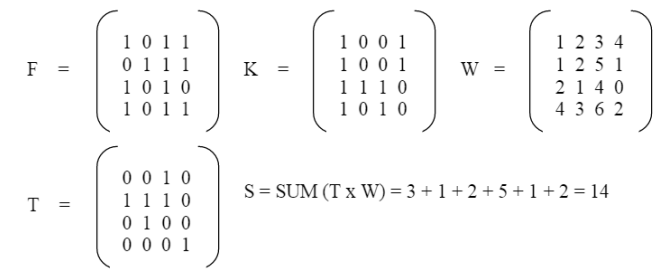 F = 1 0 1 1 K = 1 0 0 1 W = 1 2 3 4
0 1 1 1 1 0 0 1 1 2 5 1
1 0 1 0 1 1 1 0 2 1 4 0
1 0 1 1 1 0 1 0 4 3 6 2
T = 0 0 1 0 S = SUM (T x W) = 3 + 1 + 2 + 5 + 1 + 2 = 14
1 1 1 0
0 1 0 0
0 0 0 1